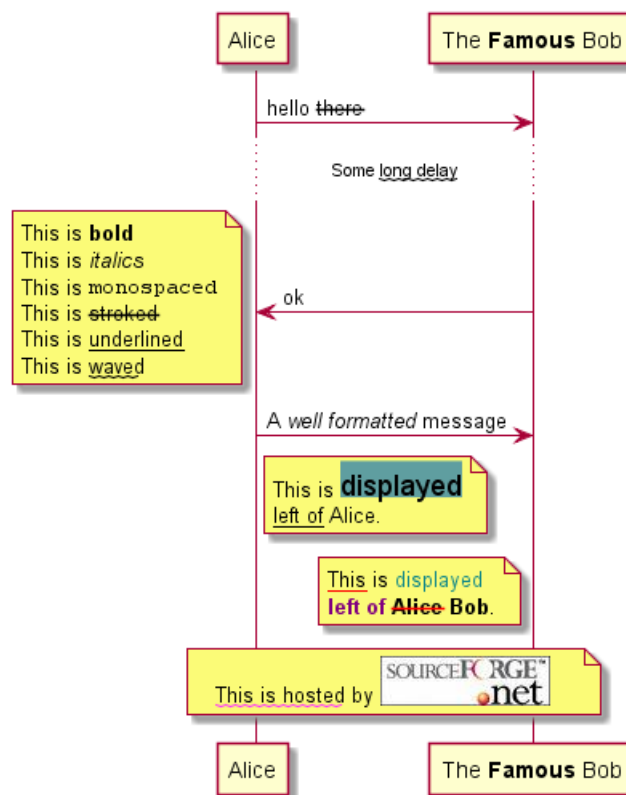 Alice
The Famous Bob
hello there
Some long delay
This is bold
This is italics
This is monospaced
This is stroked
This is underlined
This is waved
ok
A well formatted message
This is displayed
left of Alice.
This is displayed
left of Alice Bob.
This is hosted by SOURCEFORGE™
.net
Alice
The Famous Bob